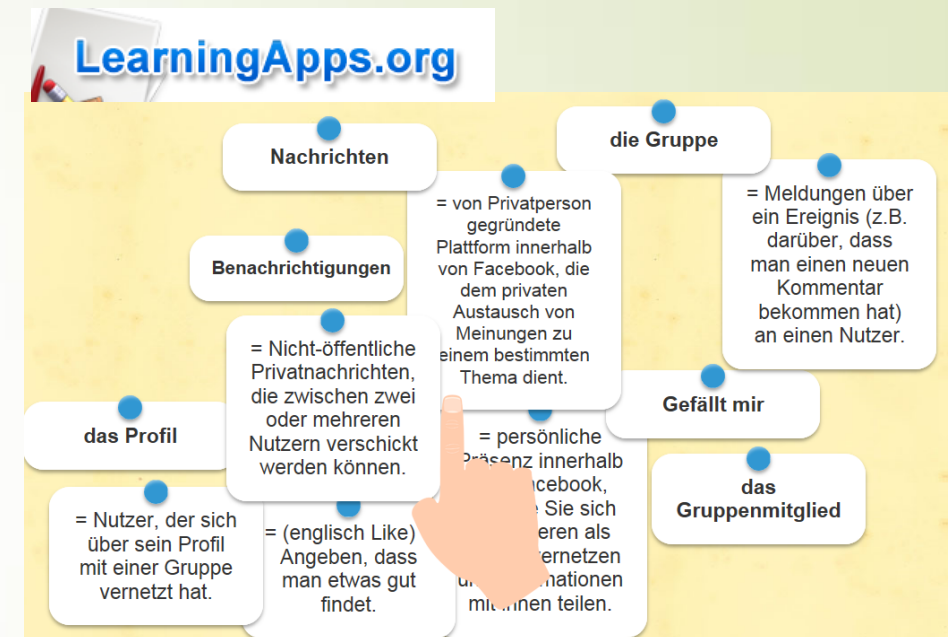 LearningApps.org
Nachrichten
die Gruppe
= von Privatperson
gegründete
Plattform innerhalb
von Facebook, die
dem privaten
Austausch von
Meinungen zu
einem bestimmten
Thema dient.
= Meldungen über
ein Ereignis (z.B.
darüber, dass
man einen neuen
Kommentar
bekommen hat)
an einen Nutzer.
Benachrichtigungen
= Nicht-öffentliche
Privatnachrichten,
die zwischen zwei
oder mehreren
Nutzern verschickt
werden können.
Gefällt mir
das Profil
= persönliche
Präsenz innerhalb
Sie sich
als
teilen.
das
Gruppenmitglied
= Nutzer, der sich
über sein Profil
mit einer Gruppe
vernetzt hat.
= (englisch Like)
Angeben, dass
man etwas gut
findet.